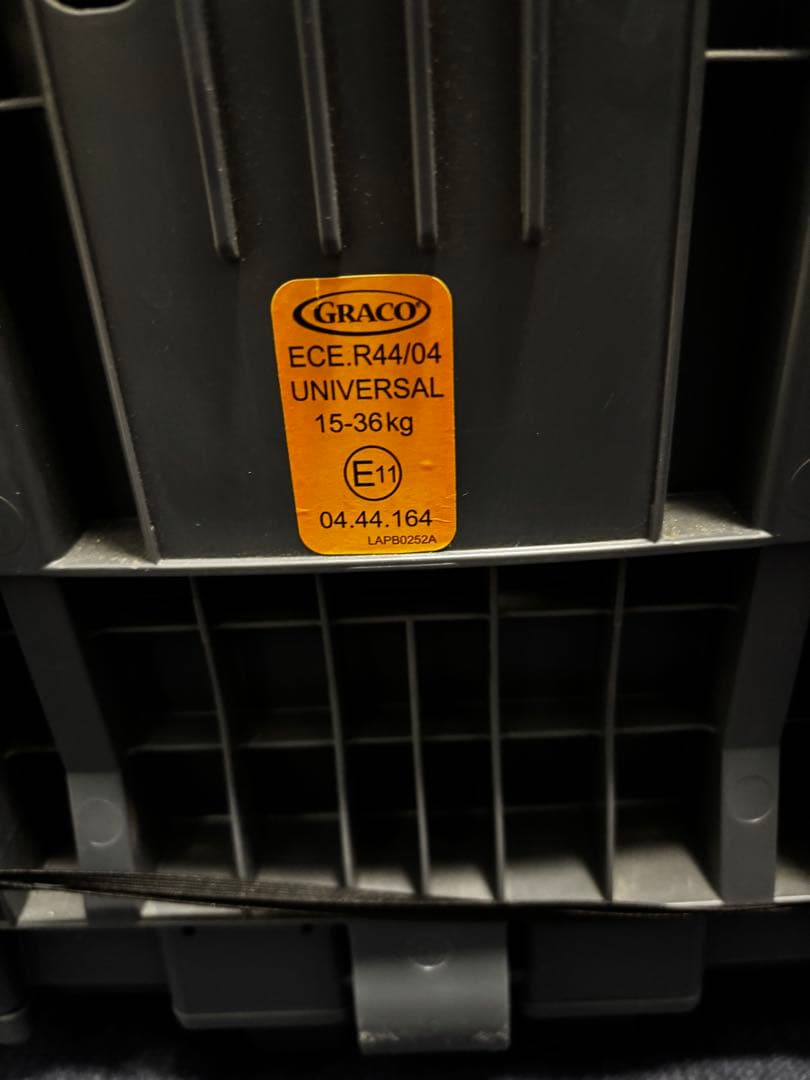 GRACO
ECE.R44/04
UNIVERSAL
15-36kg
E11
04.44.164
LAPB0252A